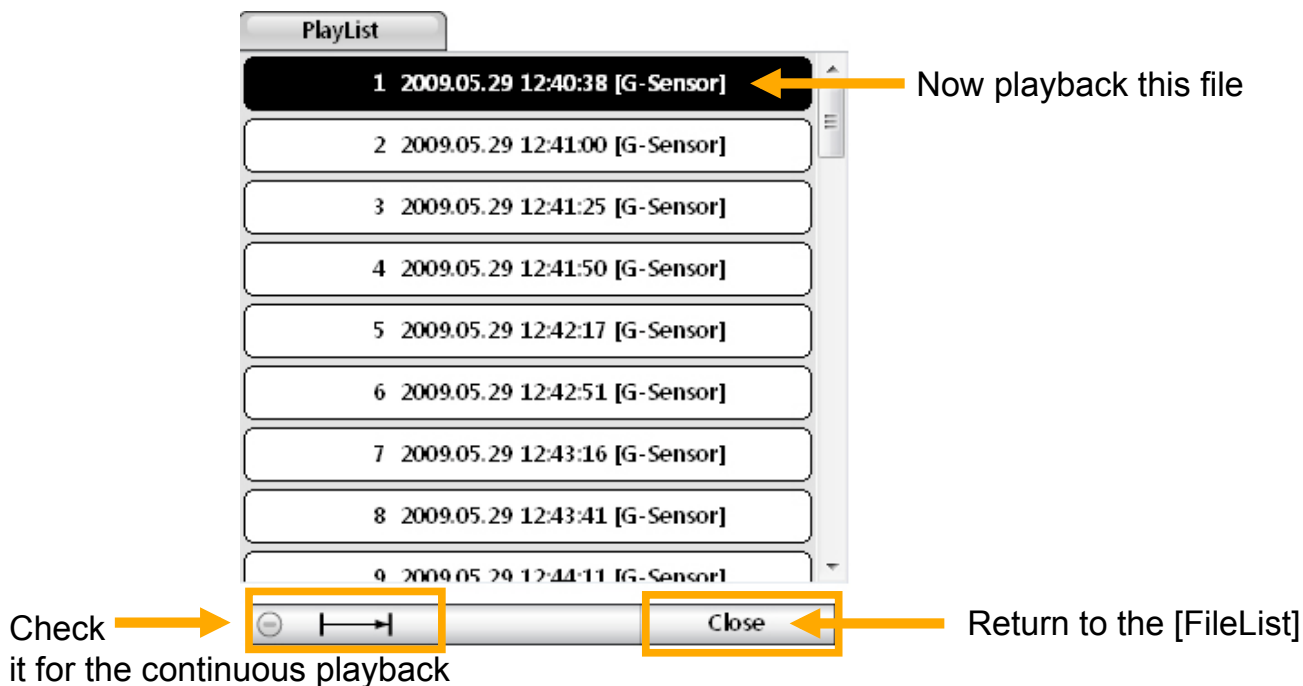 PlayList
1 2009.05.29 12:40:38 [G-Sensor]
Now playback this file
2 2009.05.29 12:41:00 [G-Sensor]
3 2009.05.29 12:41:25 [G-Sensor]
4 2009.05.29 12:41:50 [G-Sensor]
5 2009.05.29 12:42:17 [G-Sensor]
6 2009.05.29 12:42:51 [G-Sensor]
7 2009.05.29 12:43:16 [G-Sensor]
8 2009.05.29 12:43:41 [G-Sensor]
9 2009.05.29 12:44:11 [G-Sensor]
Close
Return to the [FileList]
Check
it for the continuous playback